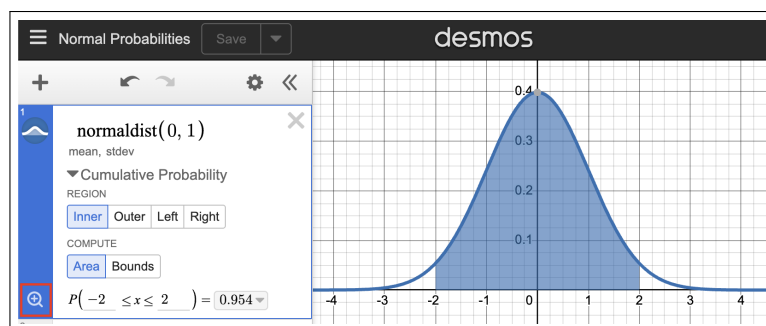 Normal Probabilities Save desmos
1
normaldist(0, 1)
mean, stdev
Cumulative Probability
REGION
Inner Outer Left Right
COMPUTE
Area Bounds
P(−2 ≤ x ≤ 2) = 0.954
0.4
0.3
0.2
0.1
-4 -3 -2 -1 0 1 2 3 4